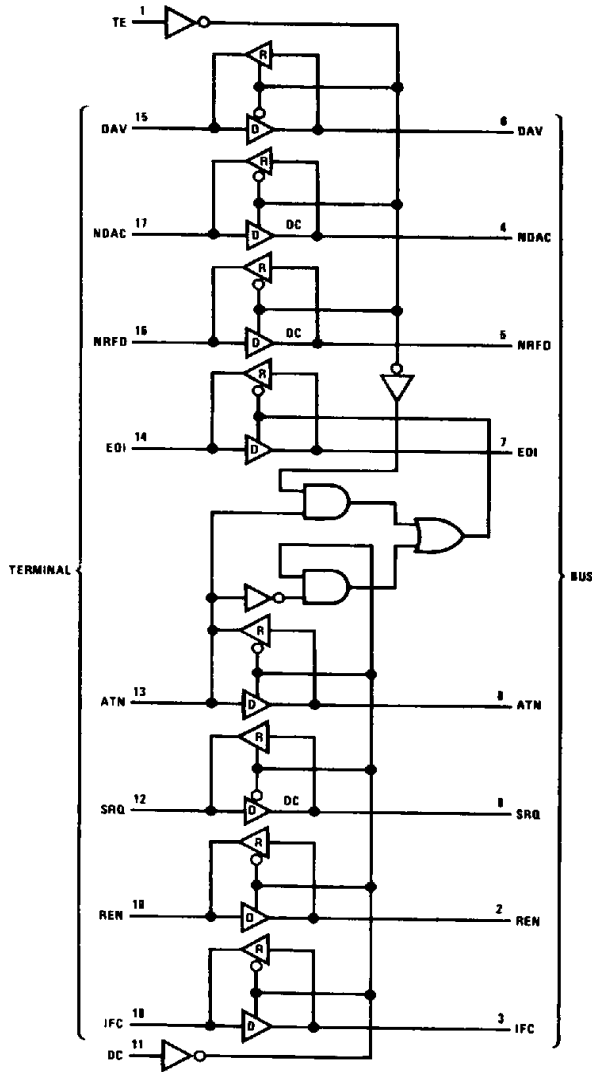 TE 1
R
DAV 15 D 6 DAV
R
NDAC 17 D DC 4 NDAC
R
NRFD 16 D DC 5 NRFD
R
EOI 14 D 7 EOI
TERMINAL BUS
R
ATN 13 D 8 ATN
R
SRQ 12 D DC 9 SRQ
R
REN 19 D 2 REN
R
IFC 18 D 3 IFC
DC 11